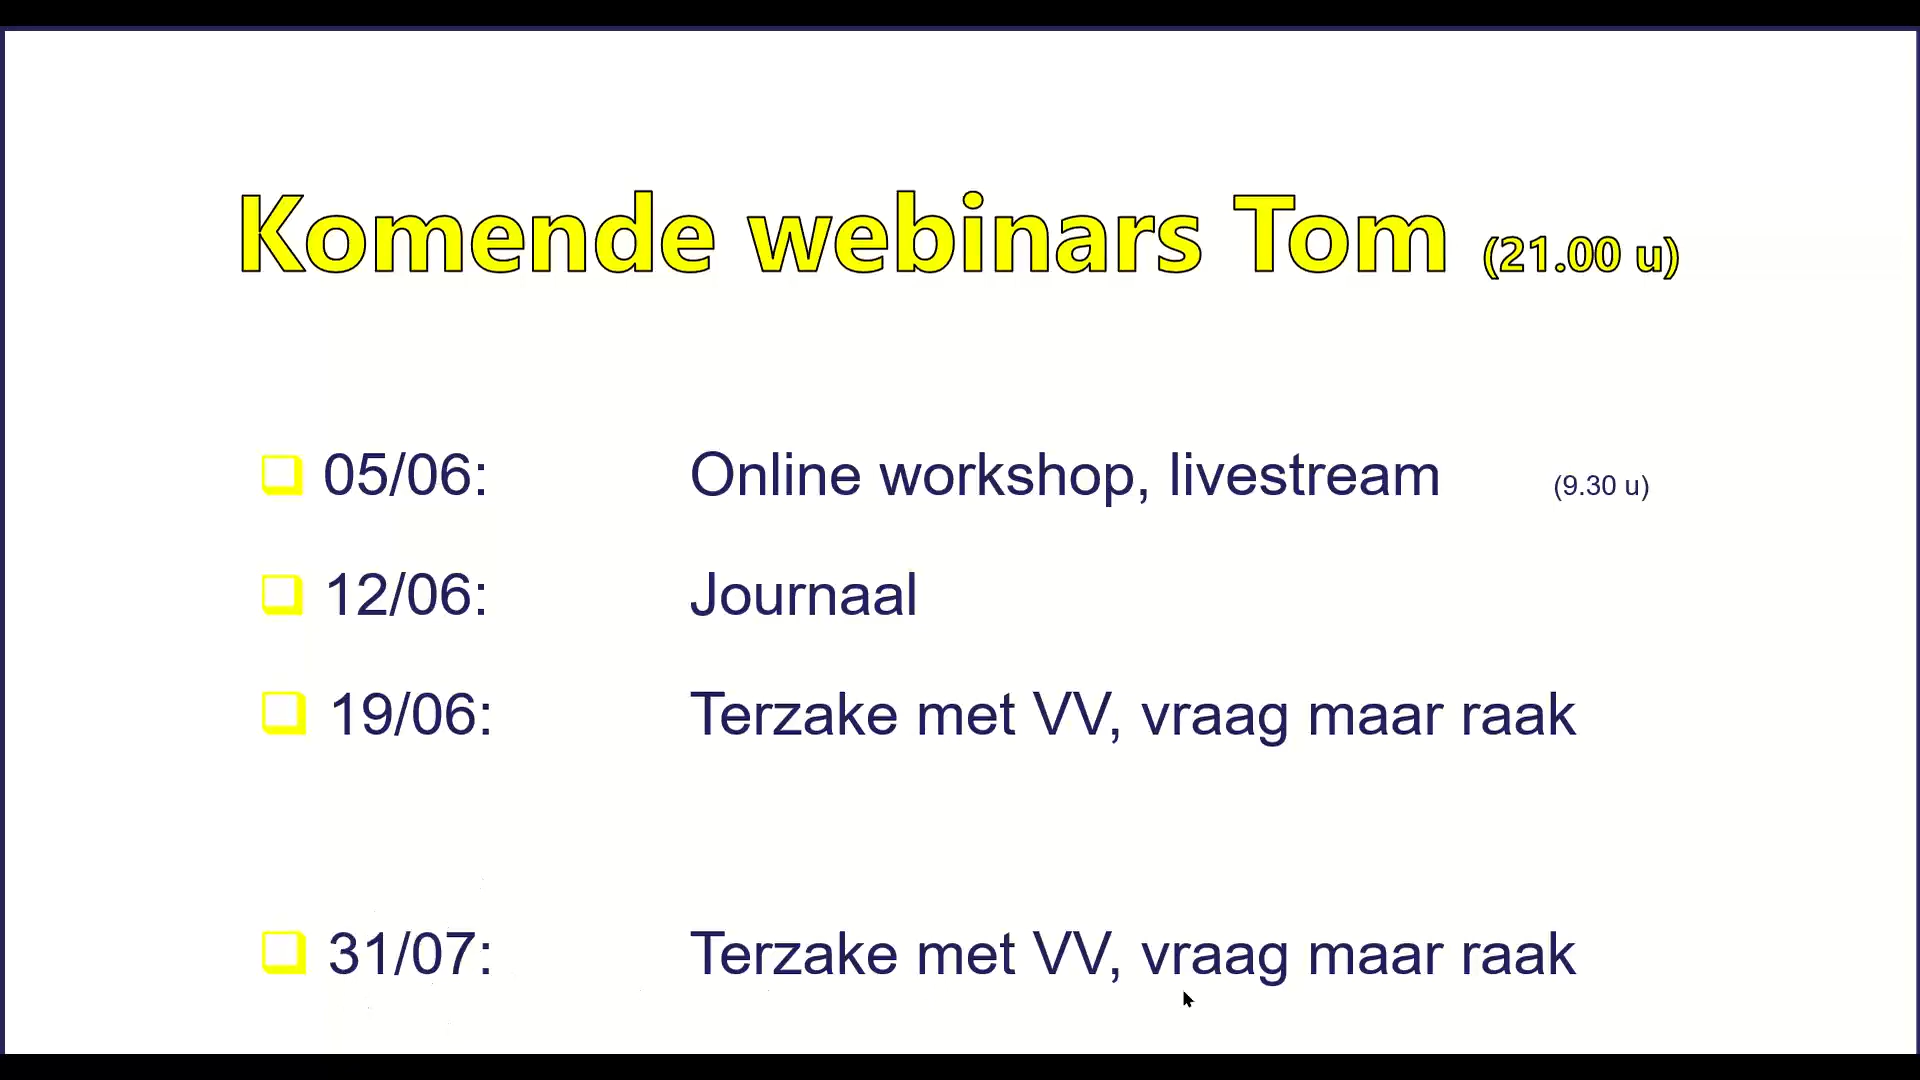 Komende webinars Tom (21.00 u)
05/06: Online workshop, livestream (9.30 u)
12/06: Journaal
19/06: Terzake met VV, vraag maar raak
31/07: Terzake met VV, vraag maar raak